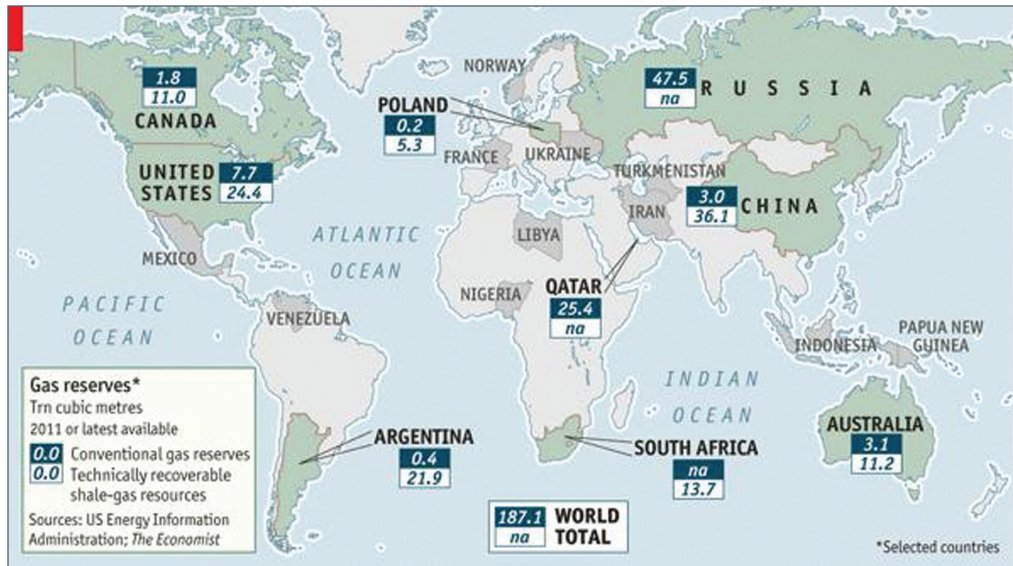 NORWAY
1.8
11.0
CANADA
47.5
na
RUSSIA
POLAND
0.2
5.3
FRANCE
UKRAINE
UNITED
STATES
7.7
24.4
TURKMENISTAN
IRAN
3.0
36.1
CHINA
ATLANTIC
OCEAN
LIBYA
MEXICO
PACIFIC
OCEAN
NIGERIA
QATAR
25.4
na
VENEZUELA
INDONESIA
PAPUA NEW
GUINEA
INDIAN
OCEAN
Gas reserves*
Trn cubic metres
2011 or latest available
0.0 Conventional gas reserves
0.0 Technically recoverable
shale-gas resources
Sources: US Energy Information
Administration; The Economist
ARGENTINA
0.4
21.9
SOUTH AFRICA
na
13.7
AUSTRALIA
3.1
11.2
187.1
na
WORLD
TOTAL
*Selected countries